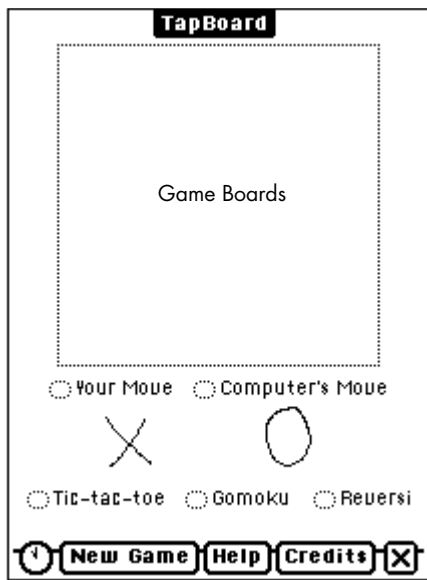 TapBoard
Game Boards
Your Move Computer's Move
Tic-tac-toe Gomoku Reversi
New Game Help Credits